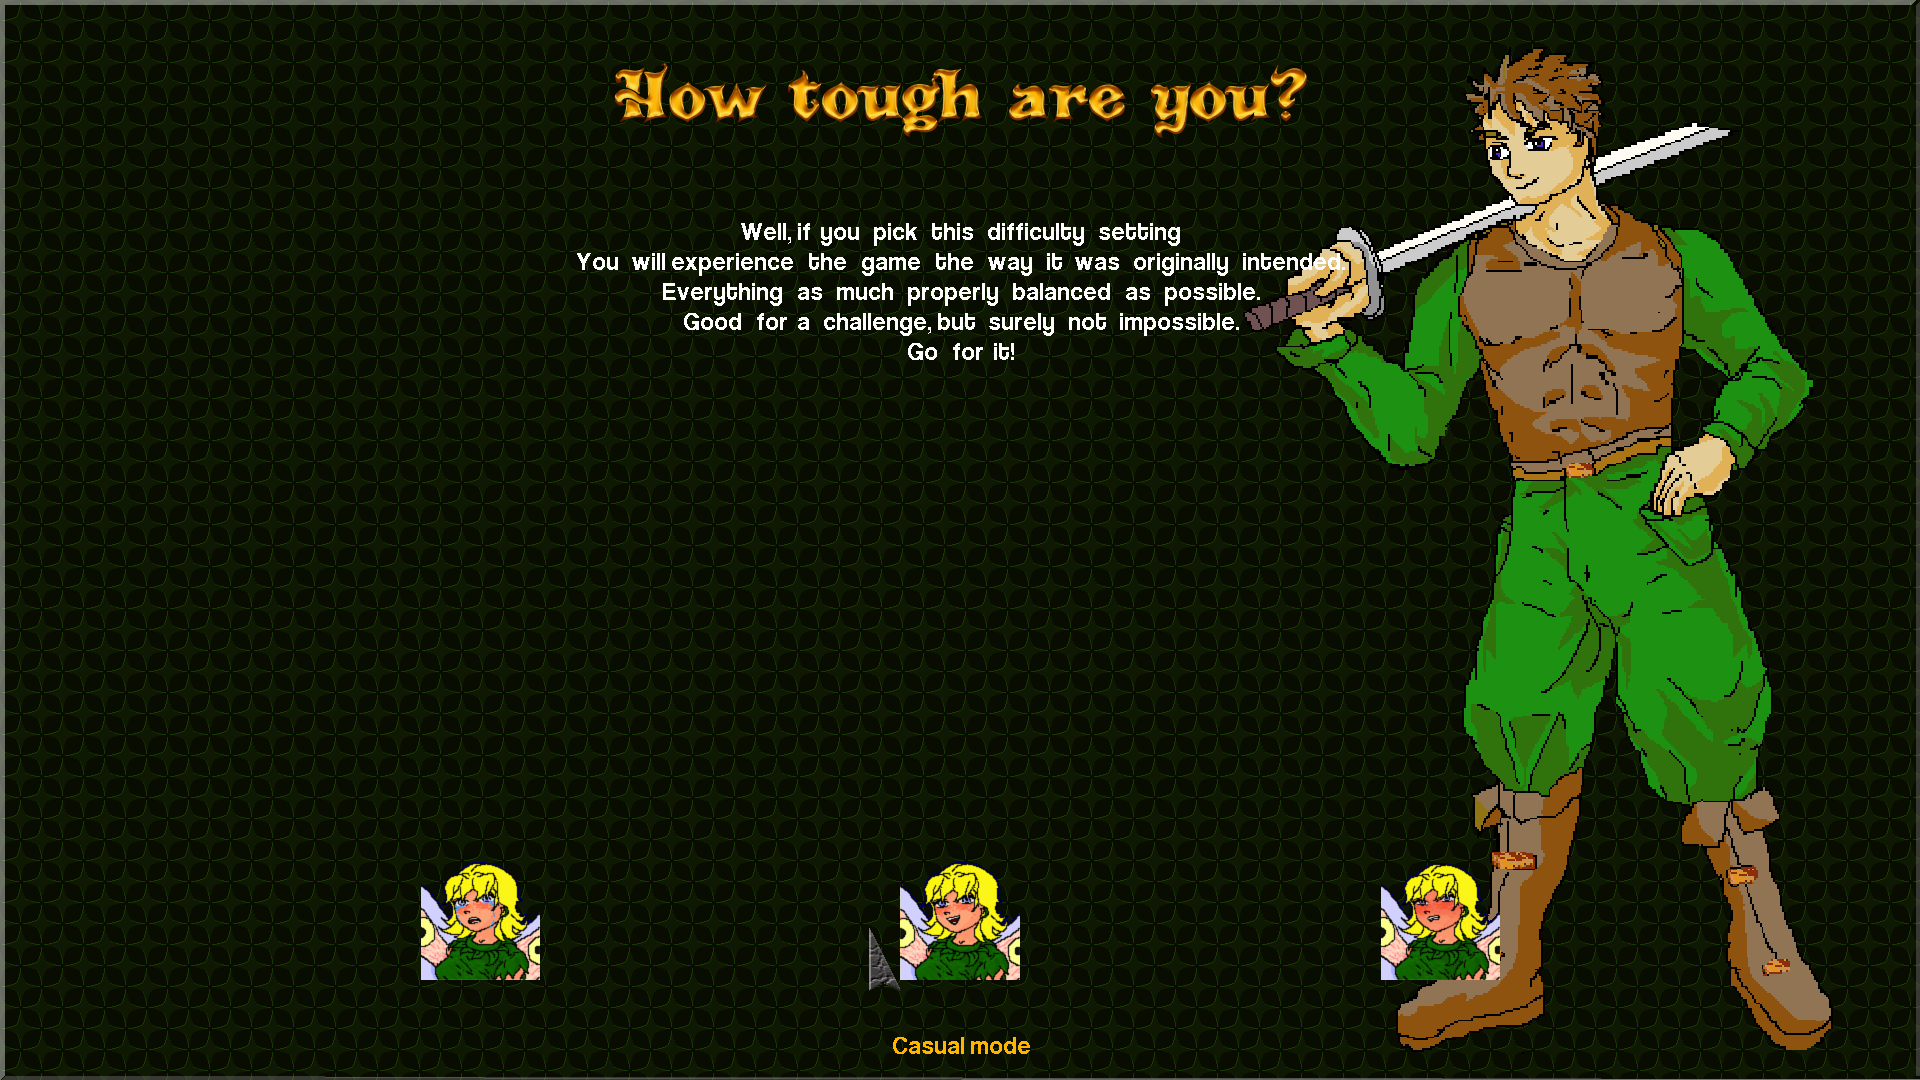 How tough are you?
Well, if you pick this difficulty setting
You will experience the game the way it was originally intended.
Everything as much properly balanced as possible.
Good for a challenge, but surely not impossible.
Go for it!
Casual mode